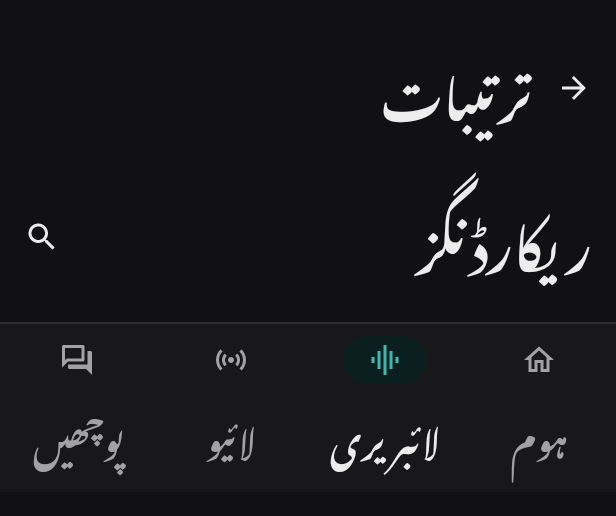 ترتیبات
ریکارڈنگز
ہوم
لائبریری
لائیو
پوچھیں